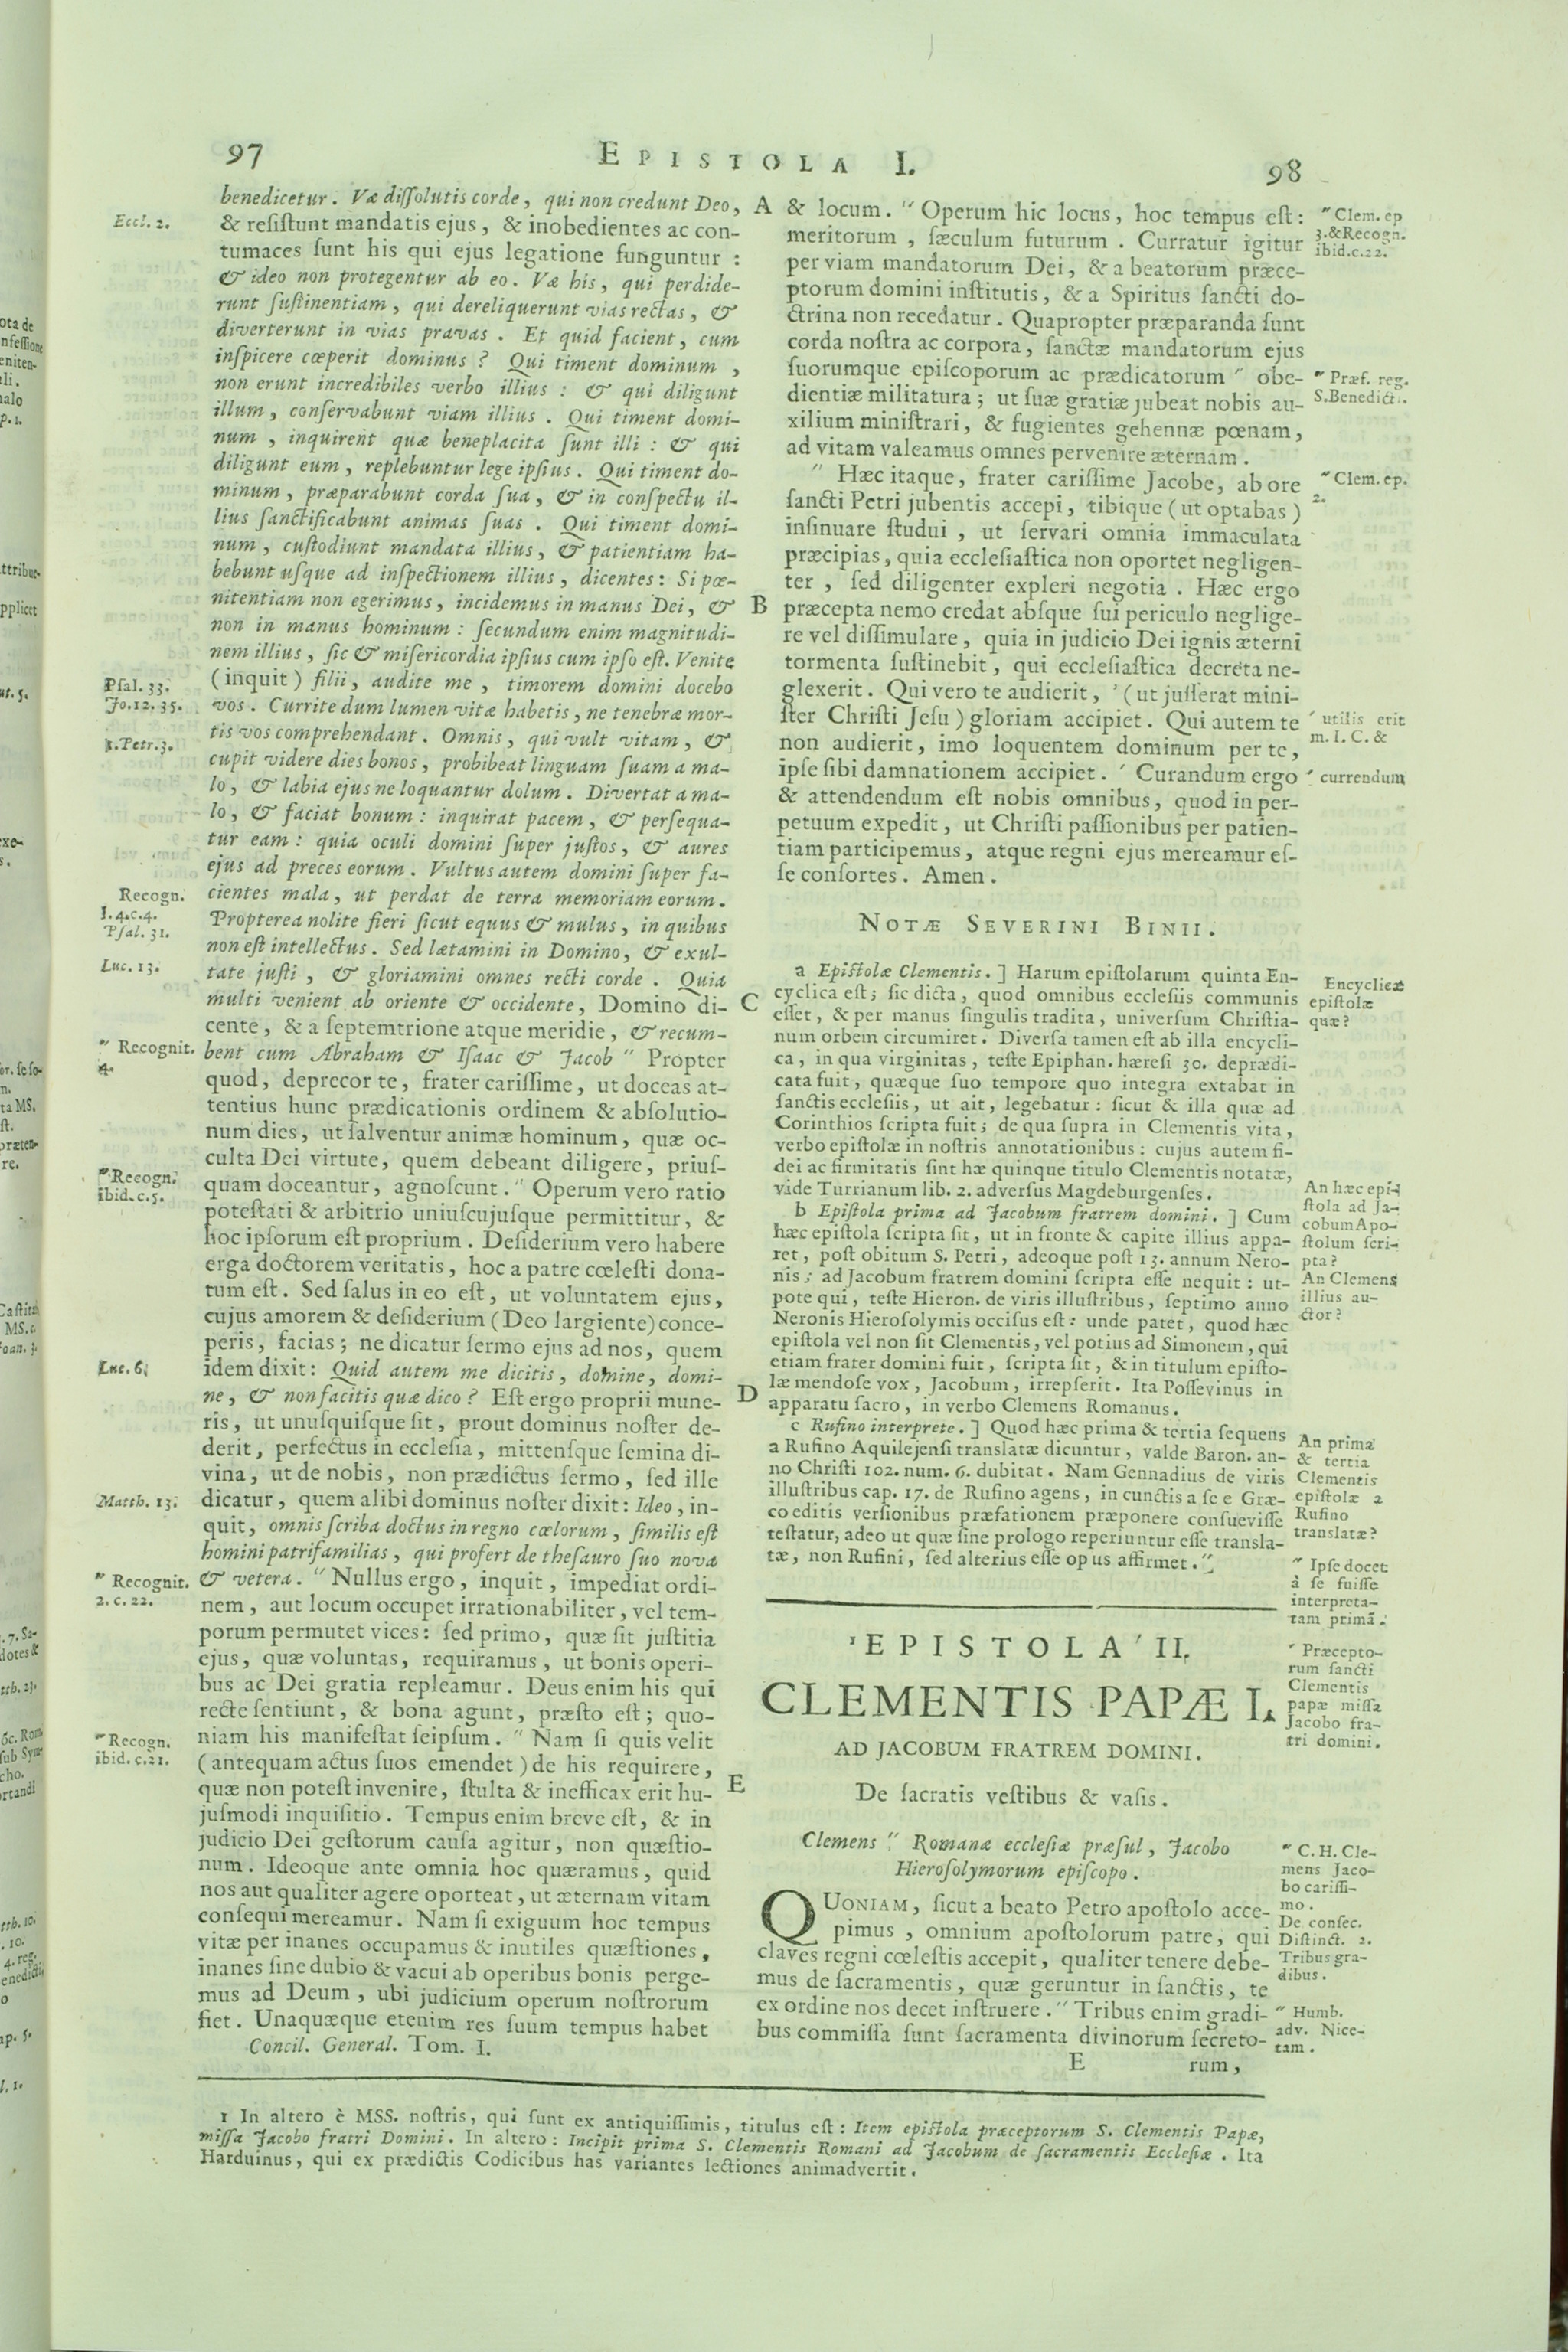 97
EPISTOLA I.
98
Eccl. 2.
benedicetur. Væ dissolutis corde, qui non credunt Deo,
& resistunt mandatis ejus, & inobedientes ac con-
tumaces sunt his qui ejus legatione funguntur:
& ideo non protegentur ab eo. Væ his, qui perdide-
runt sustinentiam, qui dereliquerunt vias rectas, &
diverterunt in vias pravas. Et quid facient, cum
inspicere cœperit dominus? Qui timent dominum,
non erunt incredibiles verbo illius: & qui diligunt
illum, conservabunt viam illius. Qui timent domi-
num, inquirent quæ beneplacita sunt illi: & qui
diligunt eum, replebuntur lege ipsius. Qui timent do-
minum, præparabunt corda sua, & in conspectu il-
lius sanctificabunt animas suas. Qui timent domi-
num, custodiunt mandata illius, & patientiam ha-
bebunt usque ad inspectionem illius, dicentes: Si pœ-
nitentiam non egerimus, incidemus in manus Dei, &
non in manus hominum: secundum enim magnitudi-
nem illius, sic & misericordia ipsius cum ipso est. Venite
Psal. 33.
(inquit) filii, audite me, timorem domini docebo
Jo. 12. 35.
vos. Currite dum lumen vitæ habetis, ne tenebræ mor-
1. Petr. 3.
tis vos comprehendant. Omnis, qui vult vitam, &
cupit videre dies bonos, prohibeat linguam suam a ma-
lo, & labia ejus ne loquantur dolum. Divertat a ma-
lo, & faciat bonum: inquirat pacem, & persequa-
tur eam: quia oculi domini super justos, & aures
ejus ad preces eorum. Vultus autem domini super fa-
Recogn.
l. 4. c. 4.
Psal. 31.
cientes mala, ut perdat de terra memoriam eorum.
Propterea nolite fieri sicut equus & mulus, in quibus
non est intellectus. Sed lætamini in Domino, & exul-
Luc. 13.
tate justi, & gloriamini omnes recti corde. Quia
multi venient ab oriente & occidente, Domino di-
cente, & a septemtrione atque meridie, & recum-
" Recognit.
4.
bent cum Abraham & Isaac & Jacob " Propter
quod, deprecor te, frater carissime, ut doceas at-
tentius hunc prædicationis ordinem & absolutio-
num dies, ut salventur animæ hominum, quæ oc-
culta Dei virtute, quem debeant diligere, prius-
" Recogn.
ibid. c. 5.
quam doceantur, agnoscunt. " Operum vero ratio
potestati & arbitrio uniuscujusque permittitur, &
hoc ipsorum est proprium. Desiderium vero habere
erga doctorem veritatis, hoc a patre cœlesti dona-
tum est. Sed salus in eo est, ut voluntatem ejus,
cujus amorem & desiderium (Deo largiente) conce-
peris, facias; ne dicatur sermo ejus ad nos, quem
Luc. 6.
idem dixit: Quid autem me dicitis, domine, domi-
ne, & non facitis quæ dico? Est ergo proprii mune-
ris, ut unusquisque sit, prout dominus noster de-
derit, perfectus in ecclesia, mittensque semina di-
vina, ut de nobis, non prædictus sermo, sed ille
Matth. 13.
dicatur, quem alibi dominus noster dixit: Ideo, in-
quit, omnis scriba doctus in regno cœlorum, similis est
homini patrifamilias, qui profert de thesauro suo nova
" Recognit.
2. c. 22.
& vetera. " Nullus ergo, inquit, impediat ordi-
nem, aut locum occupet irrationabiliter, vel tem-
porum permutet vices: sed primo, quæ sit justitia
ejus, quæ voluntas, requiramus, ut bonis operi-
bus ac Dei gratia repleamur. Deus enim his qui
recte sentiunt, & bona agunt, præsto est; quo-
" Recogn.
ibid. c. 21.
niam his manifestat seipsum. " Nam si quis velit
(antequam actus suos emendet) de his requirere,
quæ non potest invenire, stulta & inefficax erit hu-
jusmodi inquisitio. Tempus enim breve est, & in
judicio Dei gestorum causa agitur, non quæstio-
num. Ideoque ante omnia hoc quæramus, quid
nos aut qualiter agere oporteat, ut æternam vitam
consequi mereamur. Nam si exiguum hoc tempus
vitæ per inanes occupamus & inutiles quæstiones,
inanes sine dubio & vacui ab operibus bonis perge-
mus ad Deum, ubi judicium operum nostrorum
fiet. Unaquæque etenim res suum tempus habet
Concil. General. Tom. I.
A
B
C
D
E
& locum. " Operum hic locus, hoc tempus est:
" Clem. ep
3. & Recogn.
ibid. c. 22.
meritorum, sæculum futurum. Curratur igitur
per viam mandatorum Dei, & a beatorum præce-
ptorum domini institutis, & a Spiritus sancti do-
ctrina non recedatur. Quapropter præparanda sunt
corda nostra ac corpora, sanctæ mandatorum ejus
suorumque episcoporum ac prædicatorum " obe-
" Præf. reg.
S. Benedict.
dientiæ militatura; ut suæ gratiæ jubeat nobis au-
xilium ministrari, & fugientes gehennæ pœnam,
ad vitam valeamus omnes pervenire æternam.
" Hæc itaque, frater carissime Jacobe, ab ore
" Clem. ep.
2.
sancti Petri jubentis accepi, tibique (ut optabas)
insinuare studui, ut servari omnia immaculata
præcipias, quia ecclesiastica non oportet negligen-
ter, sed diligenter expleri negotia. Hæc ergo
præcepta nemo credat absque sui periculo neglige-
re vel dissimulare, quia in judicio Dei ignis æterni
tormenta sustinebit, qui ecclesiastica decreta ne-
glexerit. Qui vero te audierit, ' (ut jusserat mini-
ster Christi Jesu) gloriam accipiet. Qui autem te
' utilis erit
m. I. C. &
non audierit, imo loquentem dominum per te,
ipse sibi damnationem accipiet. ' Curandum ergo
' currendum
& attendendum est nobis omnibus, quod in per-
petuum expedit, ut Christi passionibus per patien-
tiam participemus, atque regni ejus mereamur es-
se consortes. Amen.
NOTÆ SEVERINI BINII.
a Epistolæ Clementis.] Harum epistolarum quinta En-
cyclica est; sic dicta, quod omnibus ecclesiis communis
Encyclicæ
epistolæ
quæ?
esset, & per manus singulis tradita, universum Christia-
num orbem circumiret. Diversa tamen est ab illa encycli-
ca, in qua virginitas, teste Epiphan. hæresi 30. deprædi-
cata fuit, quæque suo tempore quo integra extabat in
sanctis ecclesiis, ut ait, legebatur: sicut & illa quæ ad
Corinthios scripta fuit; de qua supra in Clementis vita,
verbo epistolæ in nostris annotationibus: cujus autem fi-
dei ac firmitatis sint hæ quinque titulo Clementis notatæ,
vide Turrianum lib. 2. adversus Magdeburgenses.
b Epistola prima ad Jacobum fratrem domini.] Cum
An hæc epi-
stola ad Ja-
cobum Apo-
stolum scri-
pta?
An Clemens
illius au-
ctor?
hæc epistola scripta sit, ut in fronte & capite illius appa-
ret, post obitum S. Petri, adeoque post 13. annum Nero-
nis; ad Jacobum fratrem domini scripta esse nequit: ut-
pote qui, teste Hieron. de viris illustribus, septimo anno
Neronis Hierosolymis occisus est: unde patet, quod hæc
epistola vel non sit Clementis, vel potius ad Simonem, qui
etiam frater domini fuit, scripta sit, & in titulum episto-
læ mendose vox, Jacobum, irrepserit. Ita Possevinus in
apparatu sacro, in verbo Clemens Romanus.
c Rufino interprete.] Quod hæc prima & tertia sequens
An prima
& tertia
Clementis
epistolæ a
Rufino
translatæ?
a Rufino Aquilejensi translatæ dicuntur, valde Baron. an-
no Christi 102. num. 6. dubitat. Nam Gennadius de viris
illustribus cap. 17. de Rufino agens, in cunctis a se e Græ-
co editis versionibus præfationem præponere consuevisse
testatur, adeo ut quæ sine prologo reperiuntur esse transla-
tæ, non Rufini, sed alterius esse opus affirmet. "
" Ipse docet
à se fuisse
interpreta-
tam primã.
¹ EPISTOLA ' II.
CLEMENTIS PAPÆ I.
AD JACOBUM FRATREM DOMINI.
' Præcepto-
rum sancti
Clementis
papæ missa
Jacobo fra-
tri domini.
De sacratis vestibus & vasis.
Clemens " Romanæ ecclesiæ præsul, Jacobo
Hierosolymorum episcopo.
" C. H. Cle-
mens Jaco-
bo carissi-
mo.
QUONIAM, sicut a beato Petro apostolo acce-
pimus, omnium apostolorum patre, qui
De consec.
Distinct. 2.
Tribus gra-
dibus.
claves regni cœlestis accepit, qualiter tenere debe-
mus de sacramentis, quæ geruntur in sanctis, te
ex ordine nos decet instruere. " Tribus enim gradi-
" Humb.
adv. Nice-
tam.
bus commissa sunt sacramenta divinorum secreto-
E
rum,
1 In altero è MSS. nostris, qui sunt ex antiquissimis, titulus est: Item epistola præceptorum S. Clementis Papæ,
missa Jacobo fratri Domini. In altero: Incipit prima S. Clementis Romani ad Jacobum de sacramentis Ecclesiæ. Ita
Harduinus, qui ex prædictis Codicibus has variantes lectiones animadvertit.